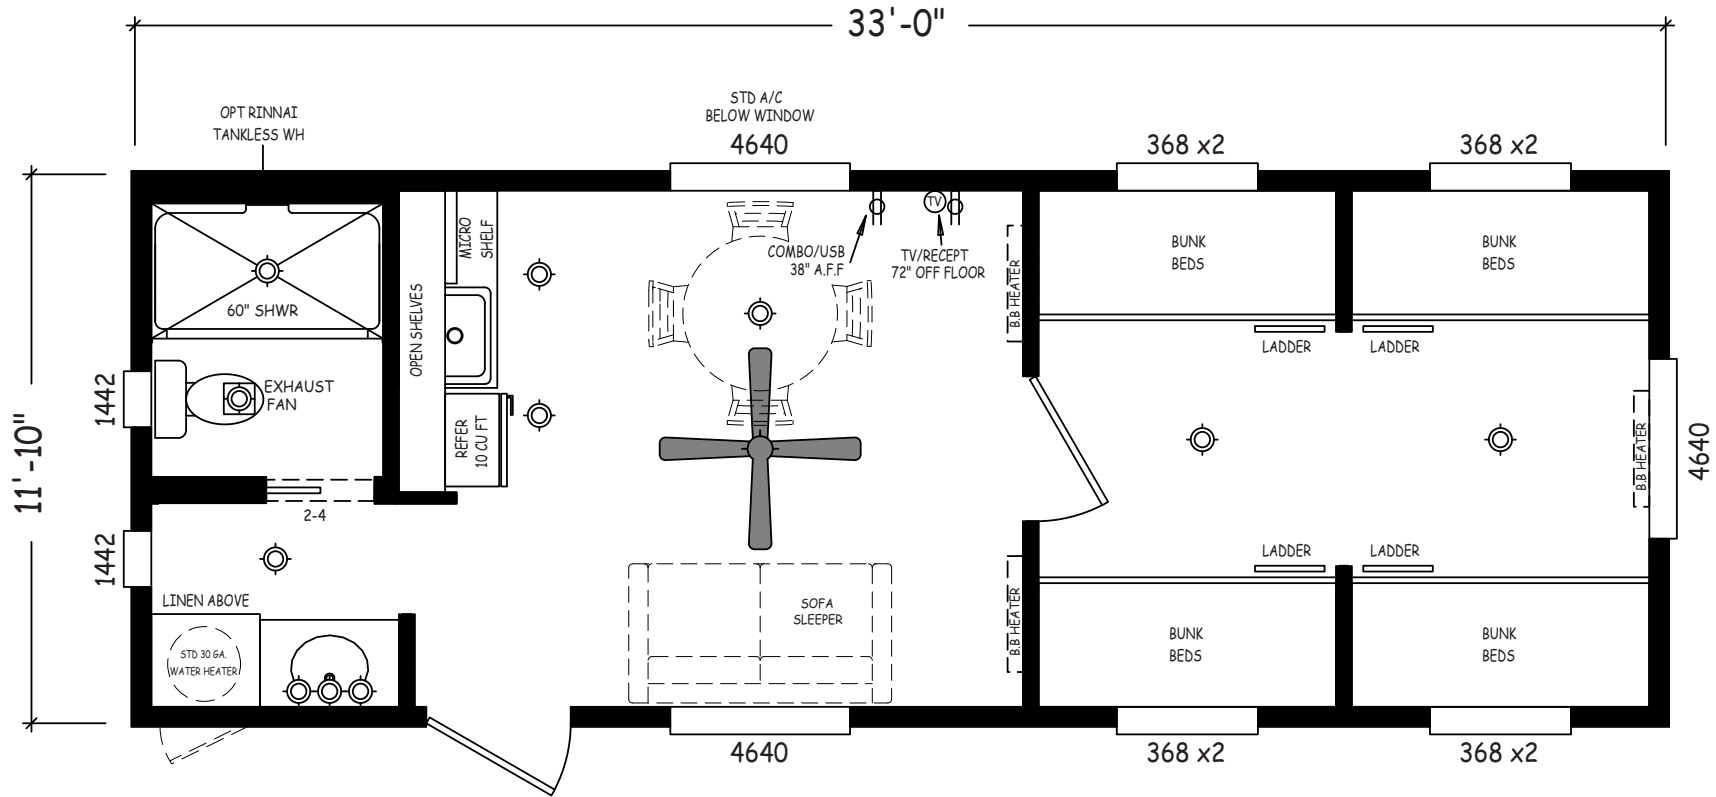 33'-0"
OPT RINNAI
TANKLESS WH
STD A/C
BELOW WINDOW
4640
368 x2
368 x2
11'-10"
1442
1442
60" SHWR
EXHAUST
FAN
2-4
LINEN ABOVE
STD 30 GA.
WATER HEATER
OPEN SHELVES
MICRO
SHELF
REFER
10 CU FT
COMBO/USB
38" A.F.F
TV
TV/RECEPT
72" OFF FLOOR
B.B HEATER
B.B HEATER
SOFA
SLEEPER
BUNK
BEDS
BUNK
BEDS
LADDER
LADDER
LADDER
LADDER
B.B HEATER
4640
BUNK
BEDS
BUNK
BEDS
4640
368 x2
368 x2